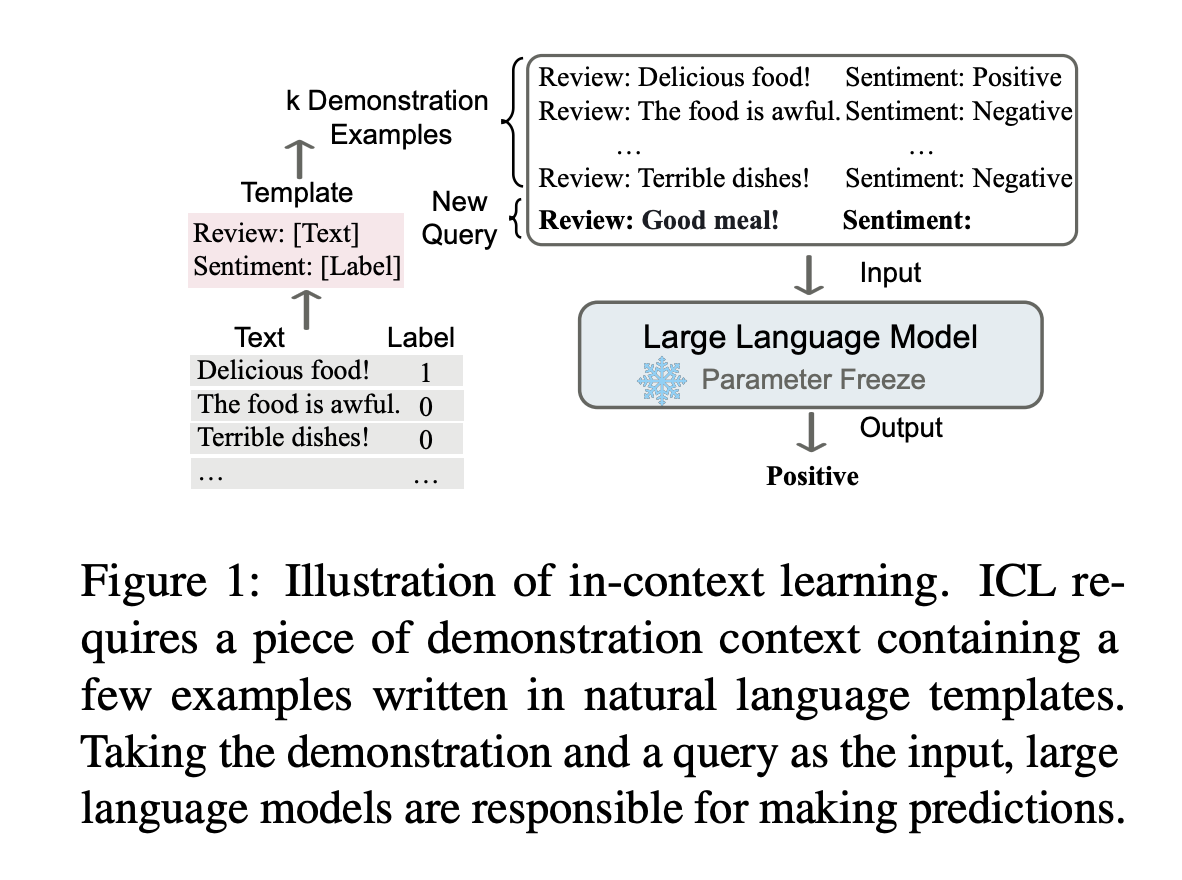 k Demonstration
Examples
Template
Review: [Text]
Sentiment: [Label]
Text Label
Delicious food! 1
The food is awful. 0
Terrible dishes! 0
… …
New
Query
Review: Delicious food! Sentiment: Positive
Review: The food is awful. Sentiment: Negative
… …
Review: Terrible dishes! Sentiment: Negative
Review: Good meal! Sentiment:
Input
Large Language Model
Parameter Freeze
Output
Positive
Figure 1: Illustration of in-context learning. ICL re-
quires a piece of demonstration context containing a
few examples written in natural language templates.
Taking the demonstration and a query as the input, large
language models are responsible for making predictions.